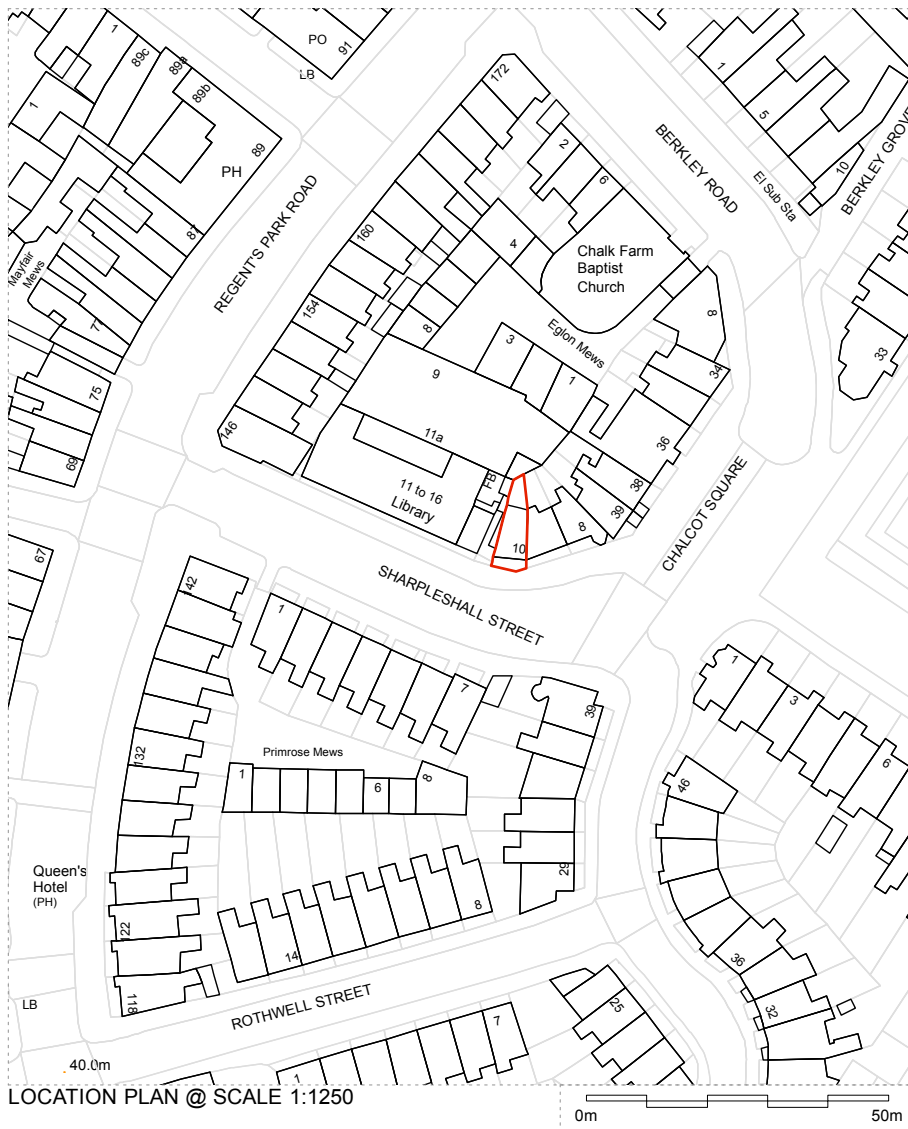 1
89c
89a
89b
PO
91
LB
1
89
PH
81
Mayfair
Mews
77
75
69
67
REGENT'S PARK ROAD
172
160
154
146
2
6
4
8
Chalk Farm
Baptist
Church
BERKLEY ROAD
1
5
El Sub Sta
10
BERKLEY GROVE
33
8
34
36
38
39
Eglon Mews
3
1
9
11a
11 to 16
Library
FB
10
8
CHALCOT SQUARE
SHARPLESHALL STREET
142
132
122
118
1
7
39
29
Primrose Mews
1
6
8
14
8
Queen's
Hotel
(PH)
LB
40.0m
ROTHWELL STREET
1
7
25
1
3
6
46
36
32
LOCATION PLAN @ SCALE 1:1250
0m
50m